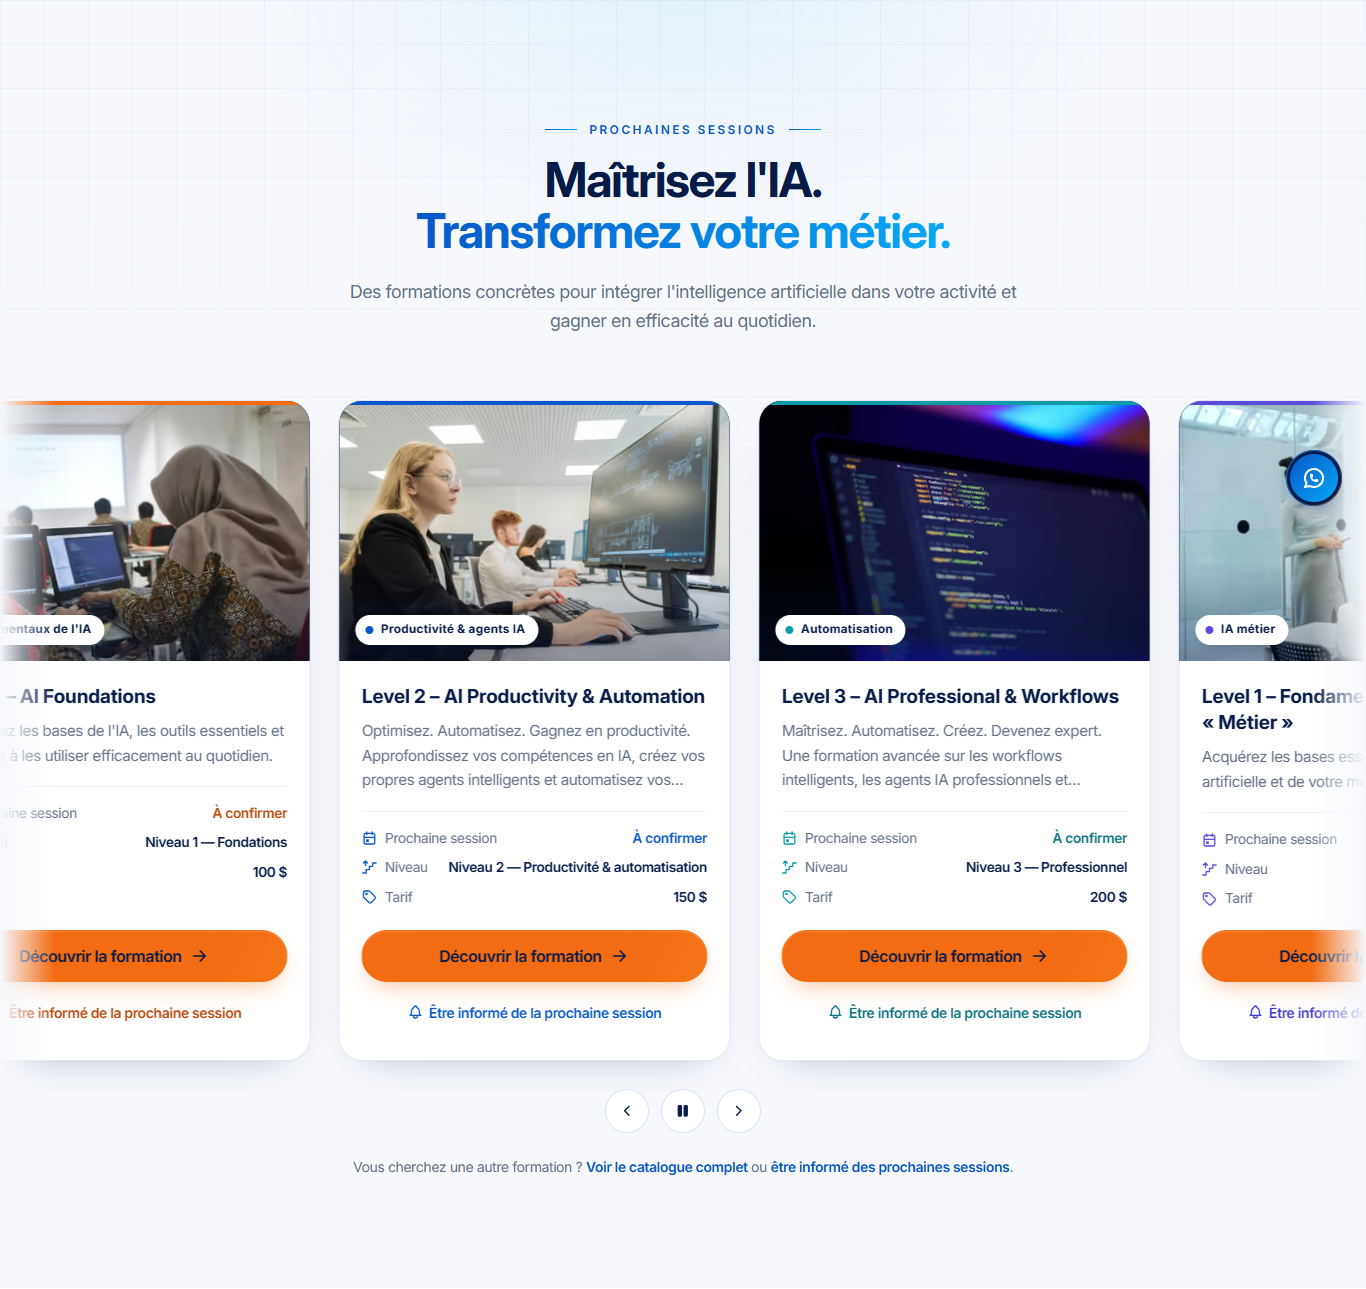 PROCHAINES SESSIONS
Maîtrisez l'IA.
Transformez votre métier.
Des formations concrètes pour intégrer l'intelligence artificielle dans votre activité et
gagner en efficacité au quotidien.
de l'IA
– AI Foundations
les bases de l'IA, les outils essentiels et
à les utiliser efficacement au quotidien.
session
À confirmer
Niveau 1 — Fondations
100 $
Découvrir la formation
Être informé de la prochaine session
Productivité & agents IA
Level 2 – AI Productivity & Automation
Optimisez. Automatisez. Gagnez en productivité.
Approfondissez vos compétences en IA, créez vos
propres agents intelligents et automatisez vos...
Prochaine session
À confirmer
Niveau
Niveau 2 — Productivité & automatisation
Tarif
150 $
Découvrir la formation
Être informé de la prochaine session
Automatisation
Level 3 – AI Professional & Workflows
Maîtrisez. Automatisez. Créez. Devenez expert.
Une formation avancée sur les workflows
intelligents, les agents IA professionnels et...
Prochaine session
À confirmer
Niveau
Niveau 3 — Professionnel
Tarif
200 $
Découvrir la formation
Être informé de la prochaine session
IA métier
Level 1 – Fondame
« Métier »
Acquérez les bases
artificielle et de votre
Prochaine session
Niveau
Tarif
Découvrir
Être informé
Vous cherchez une autre formation ? Voir le catalogue complet ou être informé des prochaines sessions.